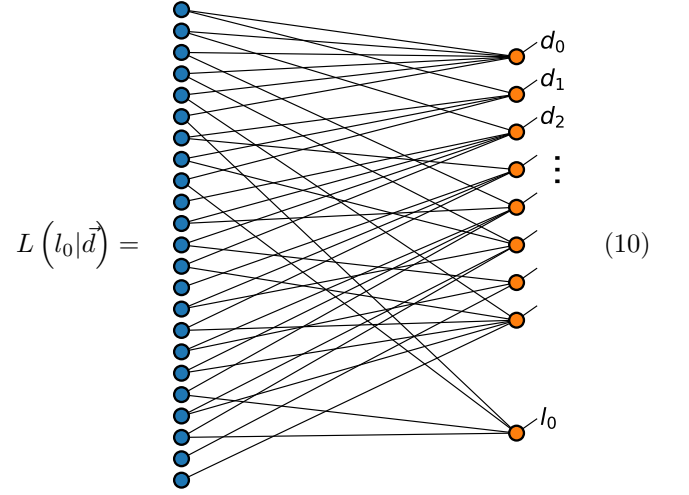 d₀
d₁
d₂
⋮
L (l₀|d⃗) =
(10)
l₀